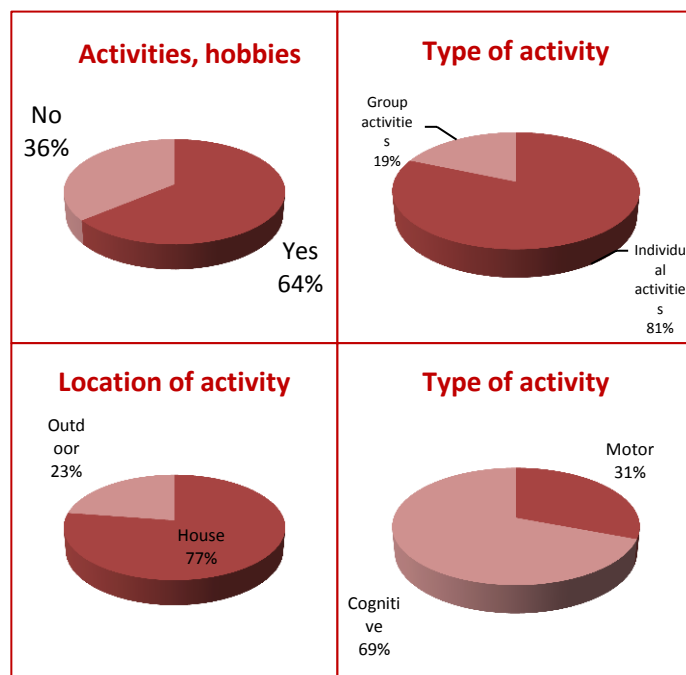 Activities, hobbies
No
36%
Yes
64%
Type of activity
Group
activitie
s
19%
Individu
al
activitie
s
81%
Location of activity
Outd
oor
23%
House
77%
Type of activity
Motor
31%
Cogniti
ve
69%